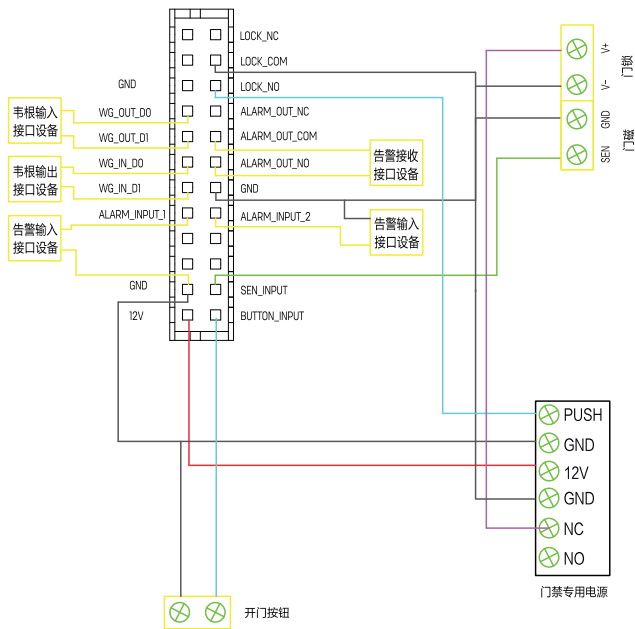 LOCK_NC
LOCK_COM
GND
LOCK_NO
韦根输入
接口设备
WG_OUT_D0
ALARM_OUT_NC
WG_OUT_D1
ALARM_OUT_COM
告警接收
接口设备
韦根输出
接口设备
WG_IN_D0
ALARM_OUT_NO
WG_IN_D1
GND
告警输入
接口设备
ALARM_INPUT_1
ALARM_INPUT_2
告警输入
接口设备
GND
SEN_INPUT
12V
BUTTON_INPUT
V+
V-
门锁
GND
SEN
门磁
PUSH
GND
12V
GND
NC
NO
门禁专用电源
开门按钮